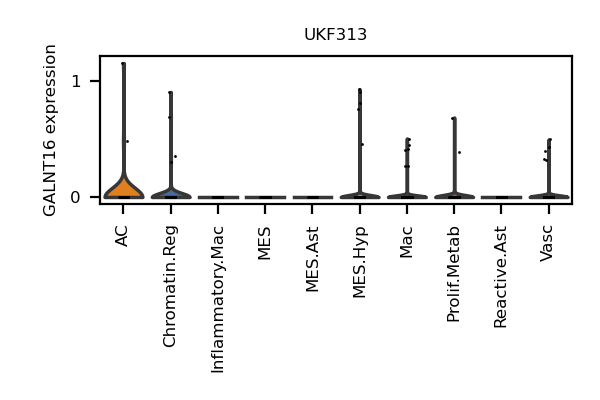 UKF313
GALNT16 expression
1
0
AC
Chromatin.Reg
Inflammatory.Mac
MES
MES.Ast
MES.Hyp
Mac
Prolif.Metab
Reactive.Ast
Vasc